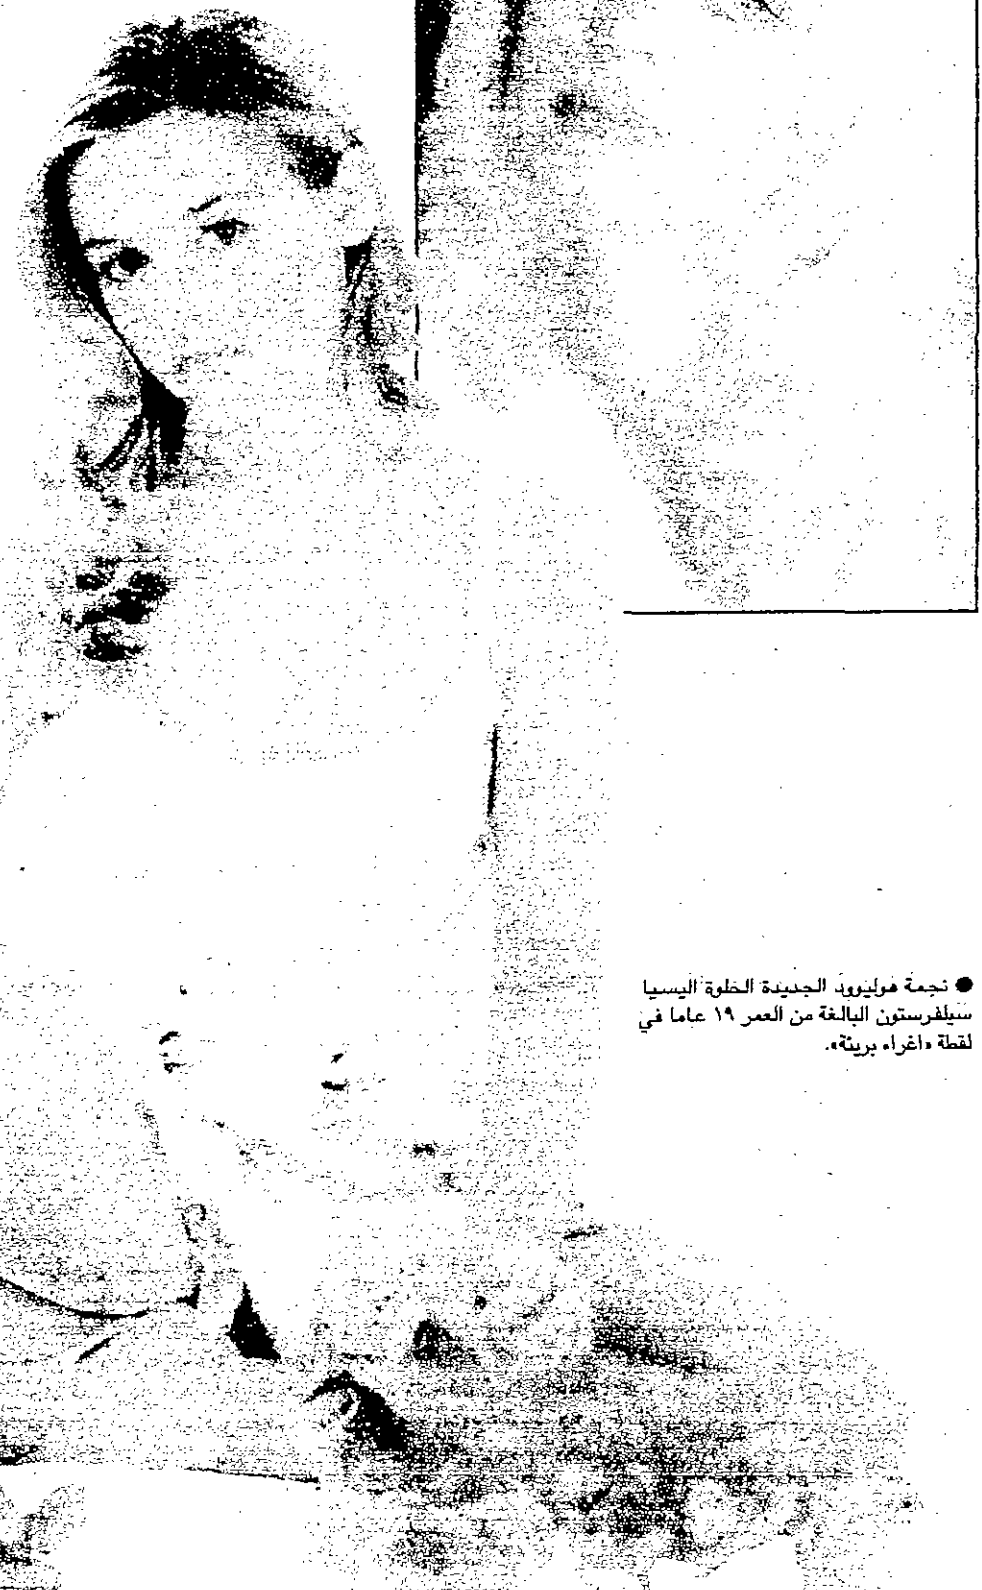 ● نجمة هوليوود الجديدة الحلوة اليسيا
سيلفرستون البالغة من العمر ١٩ عاما في
لقطة «اغراء بريئة».